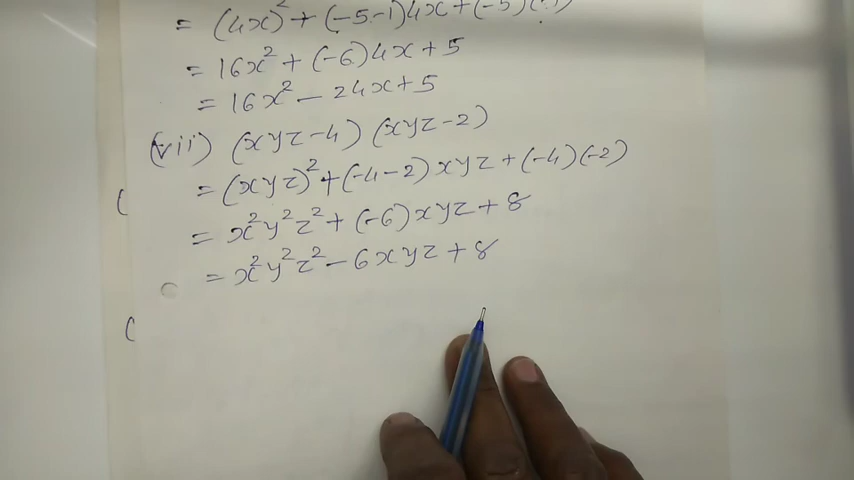 = (4x)² + (-5-1)4x + (-5)(-1)
= 16x² + (-6)4x + 5
= 16x² - 24x + 5
(vii) (xyz-4) (xyz-2)
= (xyz)² + (-4-2) xyz + (-4)(-2)
= x²y²z² + (-6)xyz + 8
= x²y²z² - 6xyz + 8
(
(